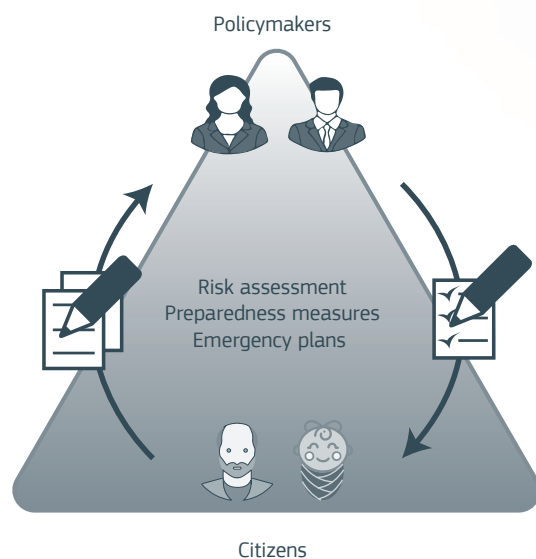 Policymakers
Risk assessment
Preparedness measures
Emergency plans
Citizens